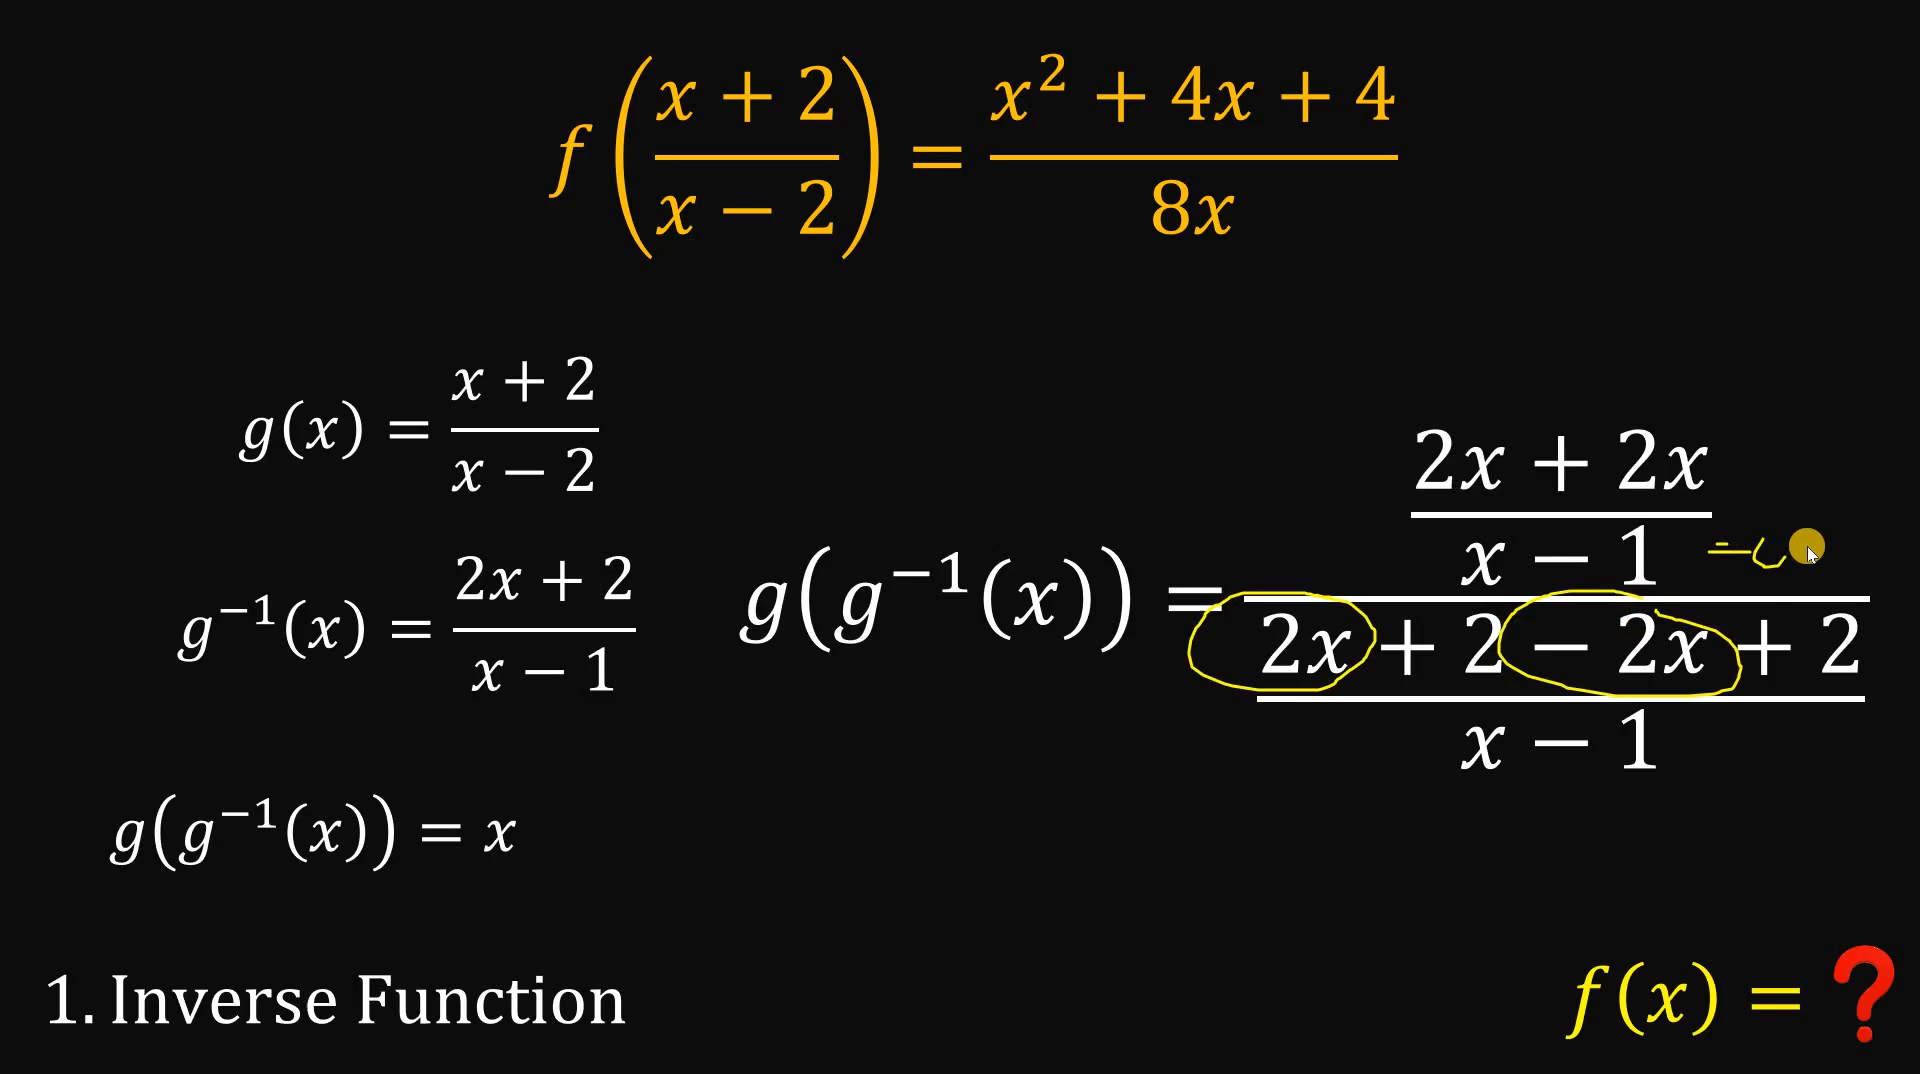 f((x + 2)/(x − 2)) = (x² + 4x + 4)/(8x)
g(x) = (x + 2)/(x − 2)
g⁻¹(x) = (2x + 2)/(x − 1)
g(g⁻¹(x)) = ((2x + 2x)/(x − 1))/((2x + 2 − 2x + 2)/(x − 1))
g(g⁻¹(x)) = x
1. Inverse Function
f(x) = ❓